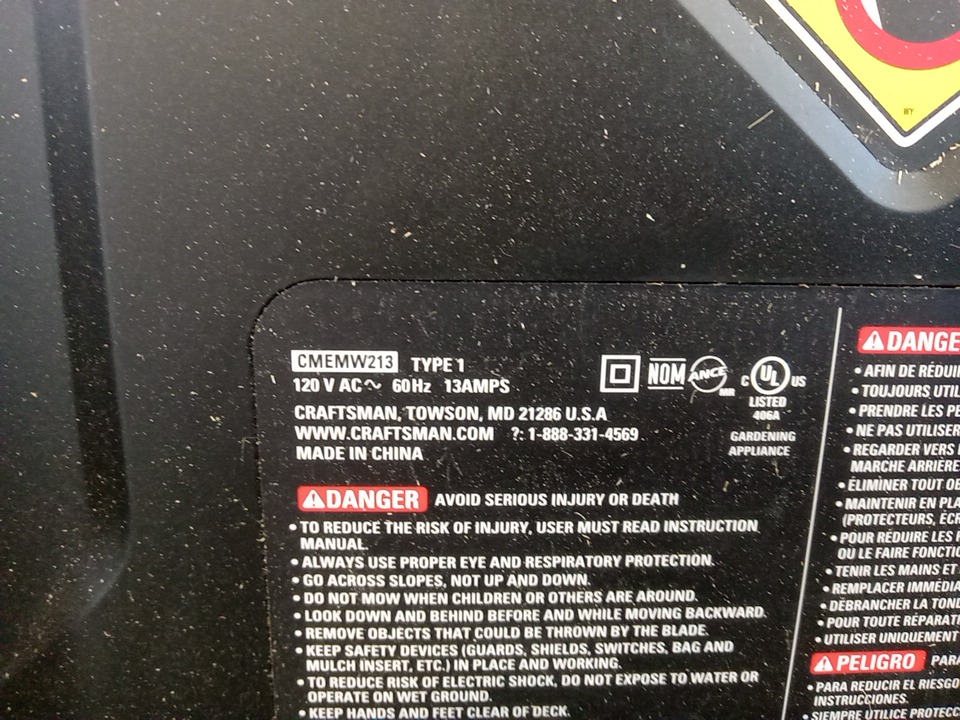 WY
CMEMW213 TYPE 1
120 V AC~ 60Hz 13AMPS
CRAFTSMAN, TOWSON, MD 21286 U.S.A
WWW.CRAFTSMAN.COM ?: 1-888-331-4569
MADE IN CHINA
NOM ANCE MR
C UL US
LISTED
406A
GARDENING
APPLIANCE
DANGER AVOID SERIOUS INJURY OR DEATH
• TO REDUCE THE RISK OF INJURY, USER MUST READ INSTRUCTION
MANUAL.
• ALWAYS USE PROPER EYE AND RESPIRATORY PROTECTION.
• GO ACROSS SLOPES, NOT UP AND DOWN.
• DO NOT MOW WHEN CHILDREN OR OTHERS ARE AROUND.
• LOOK DOWN AND BEHIND BEFORE AND WHILE MOVING BACKWARD.
• REMOVE OBJECTS THAT COULD BE THROWN BY THE BLADE.
• KEEP SAFETY DEVICES (GUARDS, SHIELDS, SWITCHES, BAG AND
MULCH INSERT, ETC.) IN PLACE AND WORKING.
• TO REDUCE RISK OF ELECTRIC SHOCK, DO NOT EXPOSE TO WATER OR
OPERATE ON WET GROUND.
• KEEP HANDS AND FEET CLEAR OF DECK.
DANGE
• AFIN DE RÉDUI
• TOUJOURS UTIL
• PRENDRE LES PE
• NE PAS UTILISER
• REGARDER VERS
MARCHE ARRIÈRE
• ÉLIMINER TOUT OB
• MAINTENIR EN PLA
(PROTECTEURS, ÉCR
• POUR RÉDUIRE LES
OU LE FAIRE FONCTIO
• TENIR LES MAINS ET
• REMPLACER IMMÉDIA
• DÉBRANCHER LA TOND
• POUR TOUTE RÉPARATI
• UTILISER UNIQUEMENT
PELIGRO PARA
• PARA REDUCIR EL RIESGO
INSTRUCCIONES.
• SIEMPRE UTILICE PROTECC